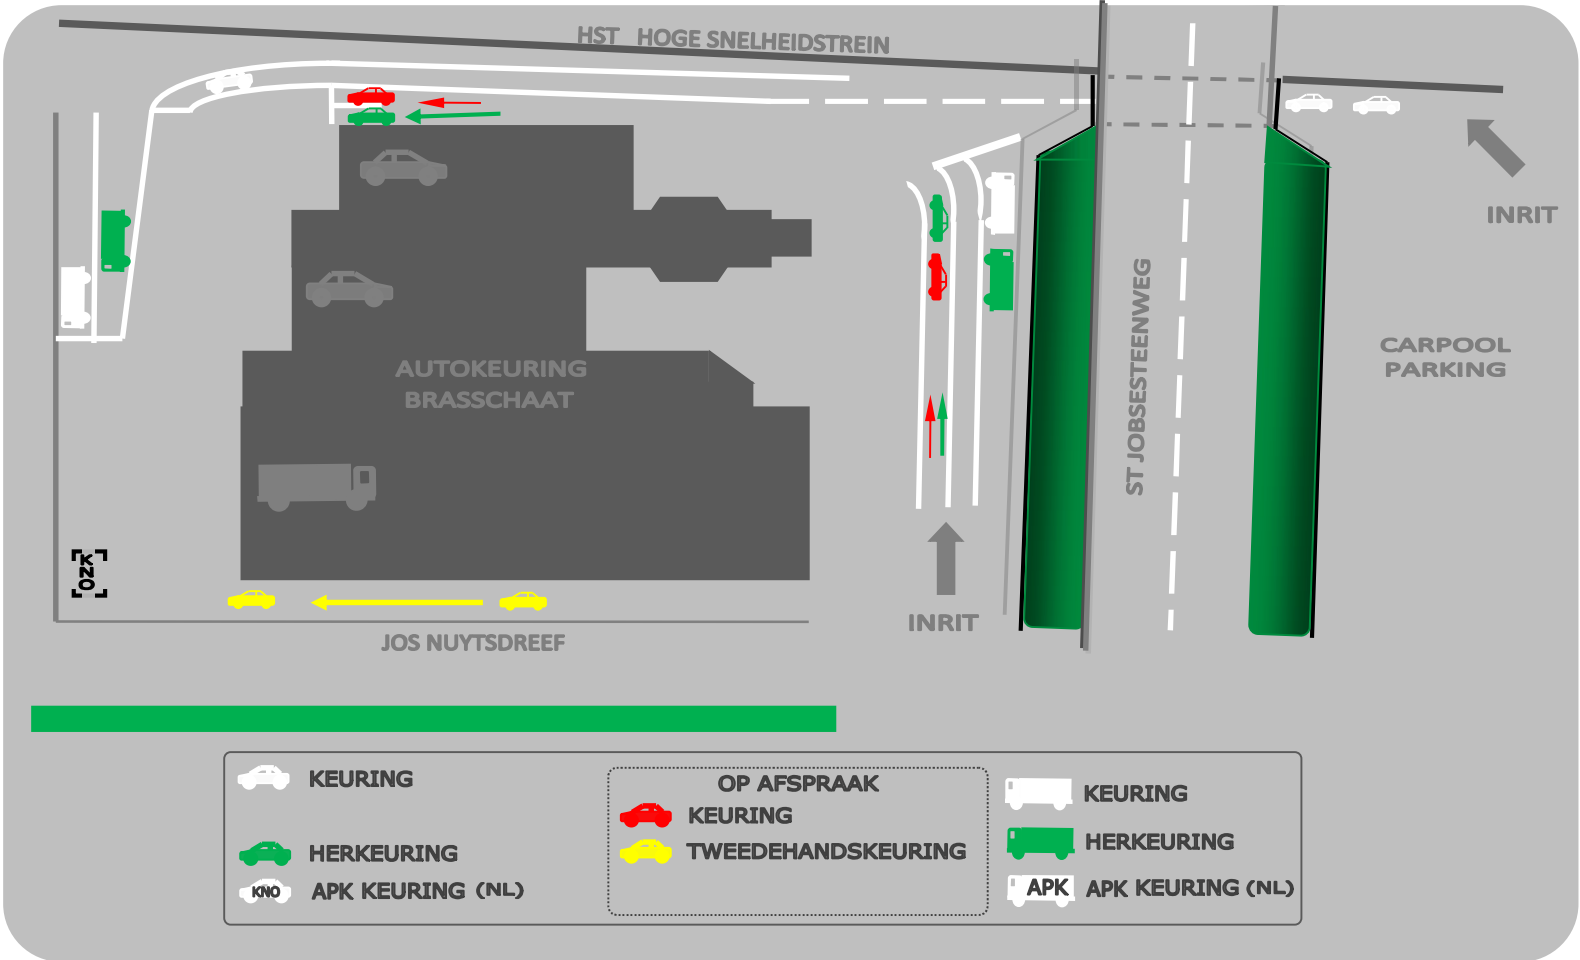 HST HOGE SNELHEIDSTREIN
INRIT
ST JOBSESTEENWEG
CARPOOL
PARKING
AUTOKEURING
BRASSCHAAT
KNO
INRIT
JOS NUYTSDREEF
KEURING
HERKEURING
KNO
APK KEURING (NL)
OP AFSPRAAK
KEURING
TWEEDEHANDSKEURING
KEURING
HERKEURING
APK
APK KEURING (NL)